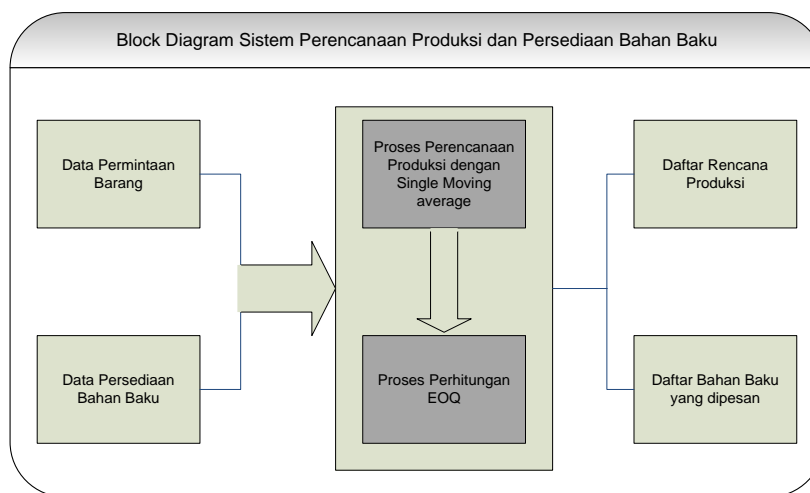 Block Diagram Sistem Perencanaan Produksi dan Persediaan Bahan Baku
Data Permintaan
Barang
Data Persediaan
Bahan Baku
Proses Perencanaan
Produksi dengan
Single Moving
average
Proses Perhitungan
EOQ
Daftar Rencana
Produksi
Daftar Bahan Baku
yang dipesan